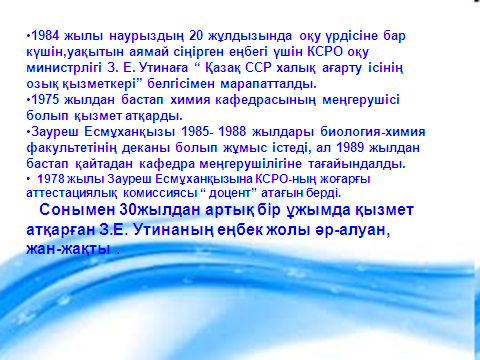 •1984 жылы наурыздың 20 жұлдызында оқу үрдісіне бар
күшін,уақытын аямай сіңірген еңбегі үшін КСРО оқу
министрлігі З. Е. Утинаға “ Қазақ ССР халық ағарту ісінің
озық қызметкері” белгісімен марапатталды.
•1975 жылдан бастап химия кафедрасының меңгерушісі
болып қызмет атқарды.
•Зауреш Есмұханқызы 1985- 1988 жылдары биология-химия
факультетінің деканы болып жұмыс істеді, ал 1989 жылдан
бастап қайтадан кафедра меңгерушілігіне тағайындалды.
• 1978 жылы Зауреш Есмұханқызына КСРО-ның жоғарғы
аттестациялық комиссиясы “ доцент” атағын берді.
Сонымен 30жылдан артық бір ұжымда қызмет
атқарған З.Е. Утинаның еңбек жолы әр-алуан,
жан-жақты .